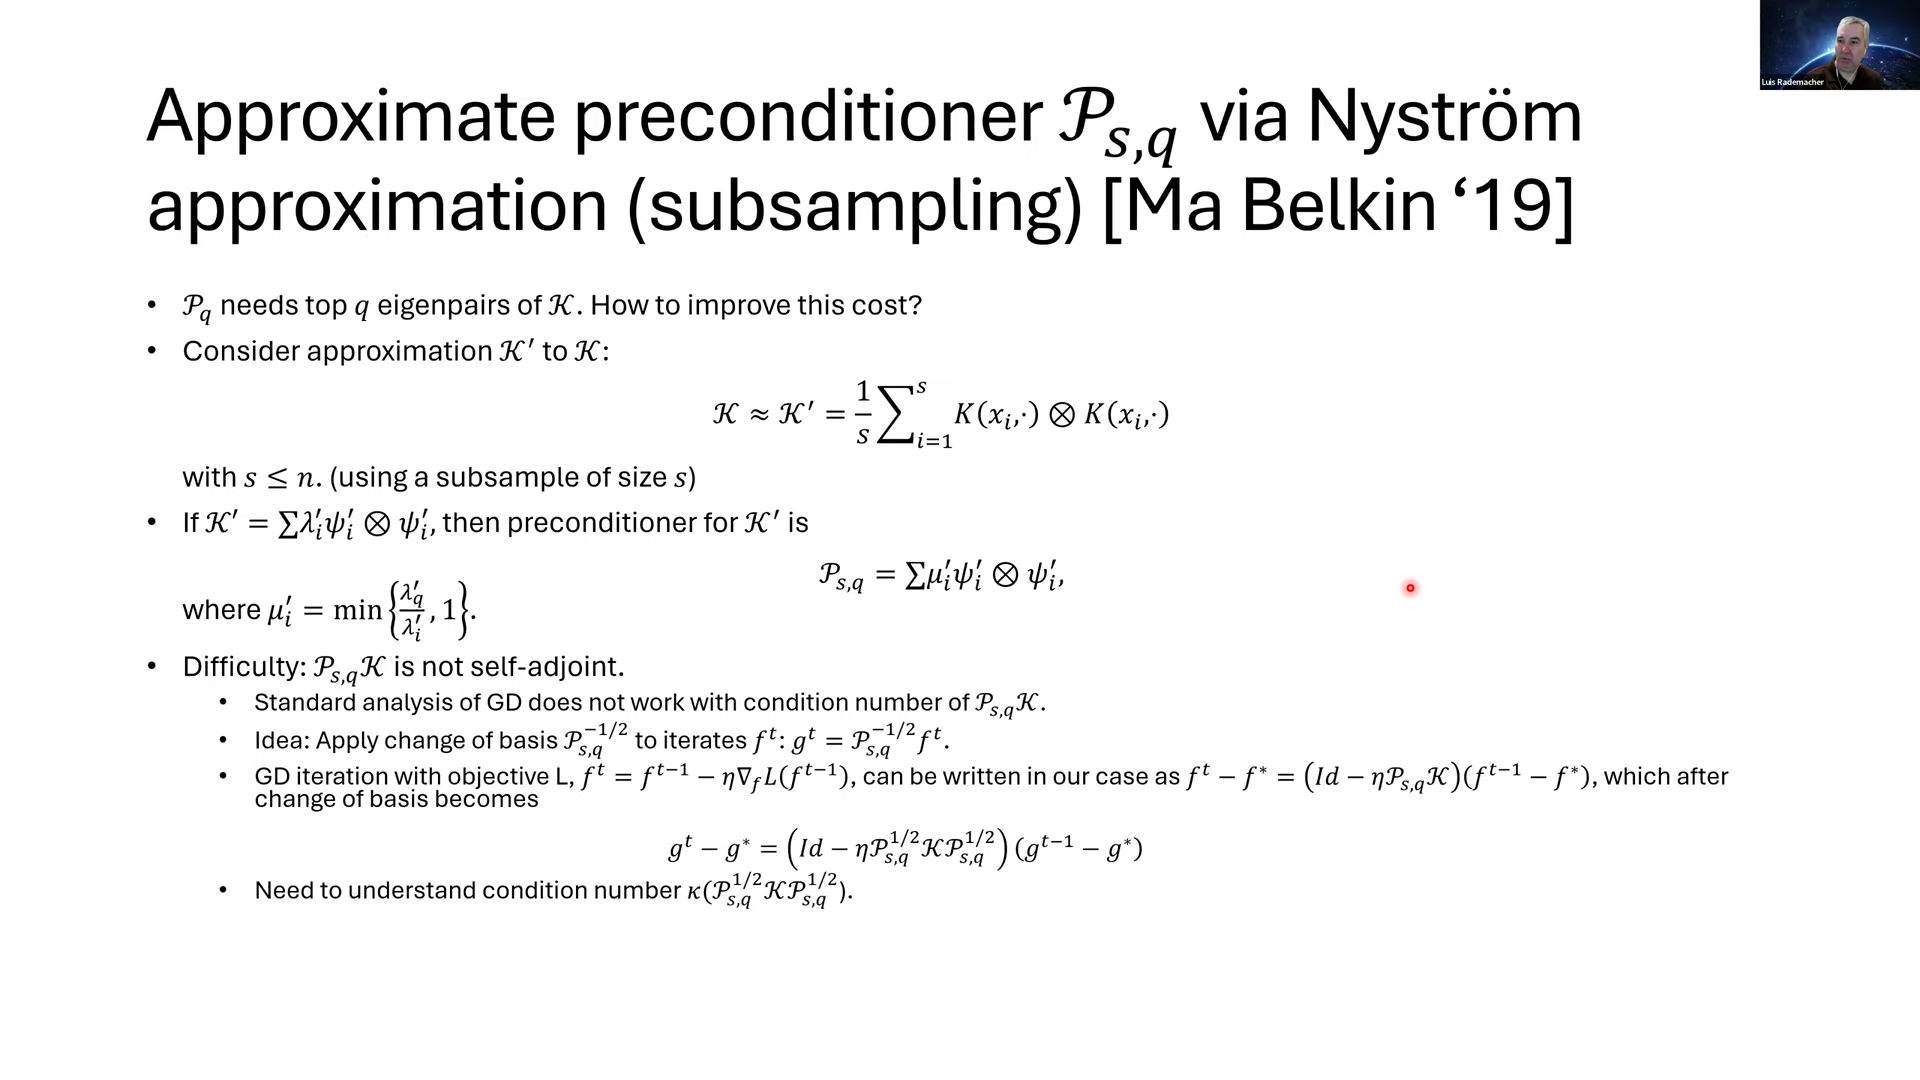 Luis Rademacher
Approximate preconditioner 𝒫ₛ,q via Nyström
approximation (subsampling) [Ma Belkin ‘19]
• 𝒫_q needs top q eigenpairs of 𝒦. How to improve this cost?
• Consider approximation 𝒦′ to 𝒦:
𝒦 ≈ 𝒦′ = 1/s ∑_{i=1}^{s} K(x_i,·) ⊗ K(x_i,·)
with s ≤ n. (using a subsample of size s)
• If 𝒦′ = ∑λ′_i ψ′_i ⊗ ψ′_i, then preconditioner for 𝒦′ is
𝒫_{s,q} = ∑μ′_i ψ′_i ⊗ ψ′_i,
where μ′_i = min{λ′_q/λ′_i, 1}.
• Difficulty: 𝒫_{s,q}𝒦 is not self-adjoint.
• Standard analysis of GD does not work with condition number of 𝒫_{s,q}𝒦.
• Idea: Apply change of basis 𝒫_{s,q}^{−1/2} to iterates f^t: g^t = 𝒫_{s,q}^{−1/2} f^t.
• GD iteration with objective L, f^t = f^{t−1} − η∇_f L(f^{t−1}), can be written in our case as f^t − f^* = (Id − η𝒫_{s,q}𝒦)(f^{t−1} − f^*), which after
change of basis becomes
g^t − g^* = (Id − η𝒫_{s,q}^{1/2}𝒦𝒫_{s,q}^{1/2})(g^{t−1} − g^*)
• Need to understand condition number κ(𝒫_{s,q}^{1/2}𝒦𝒫_{s,q}^{1/2}).